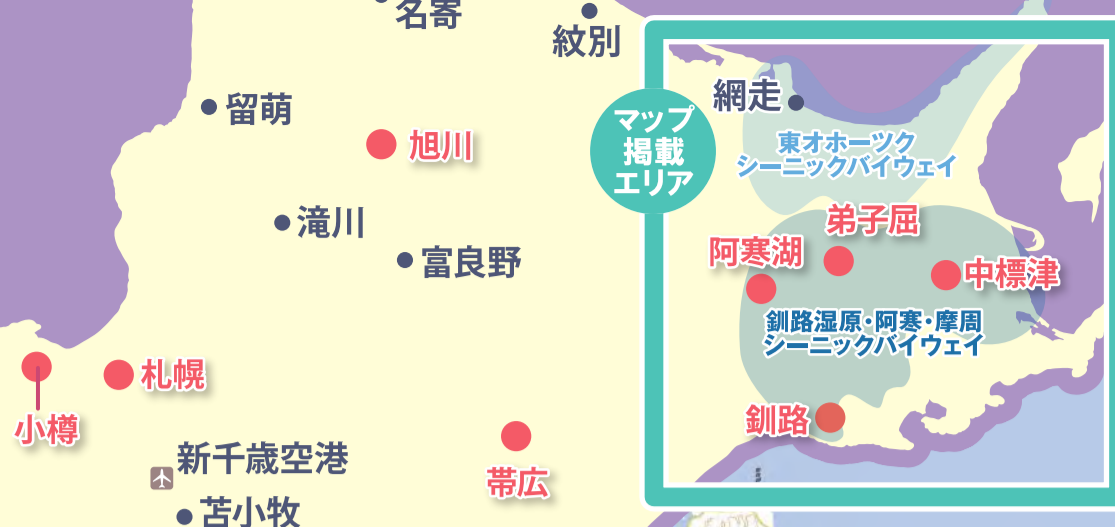 名寄
紋別
留萌
旭川
滝川
富良野
小樽
札幌
新千歳空港
苫小牧
帯広
マップ
掲載
エリア
網走
東オホーツク
シーニックバイウェイ
弟子屈
阿寒湖
中標津
釧路湿原・阿寒・摩周
シーニックバイウェイ
釧路